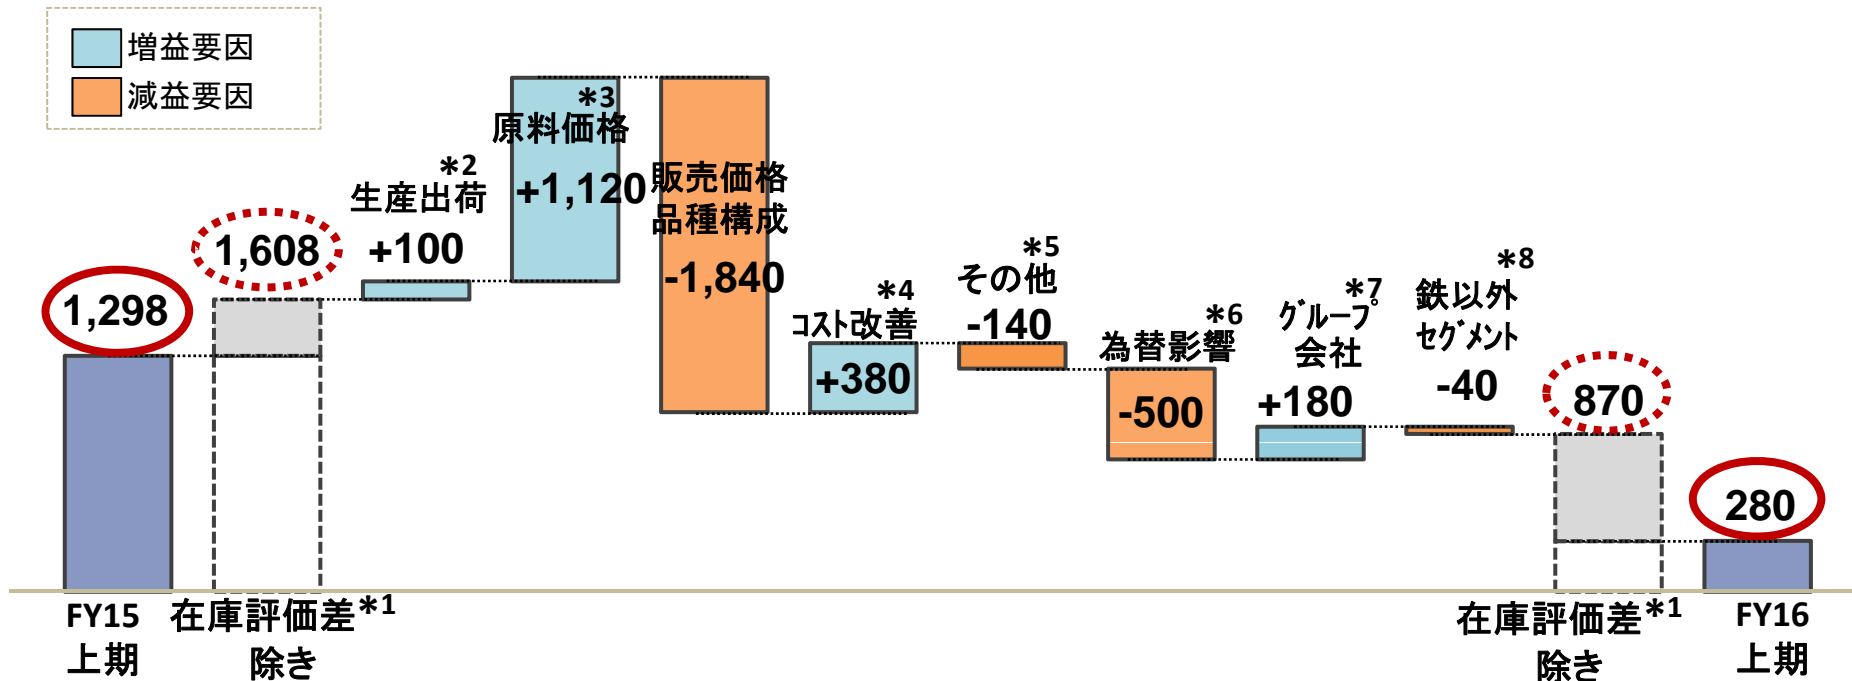 増益要因
減益要因
1,298
1,608
*2
生産出荷
+100
*3
原料価格
+1,120
販売価格
品種構成
-1,840
*4
コスト改善
+380
*5
その他
-140
*6
為替影響
-500
*7
グループ
会社
+180
*8
鉄以外
セグメント
-40
870
280
FY15
上期
在庫評価差*1
除き
在庫評価差*1
除き
FY16
上期